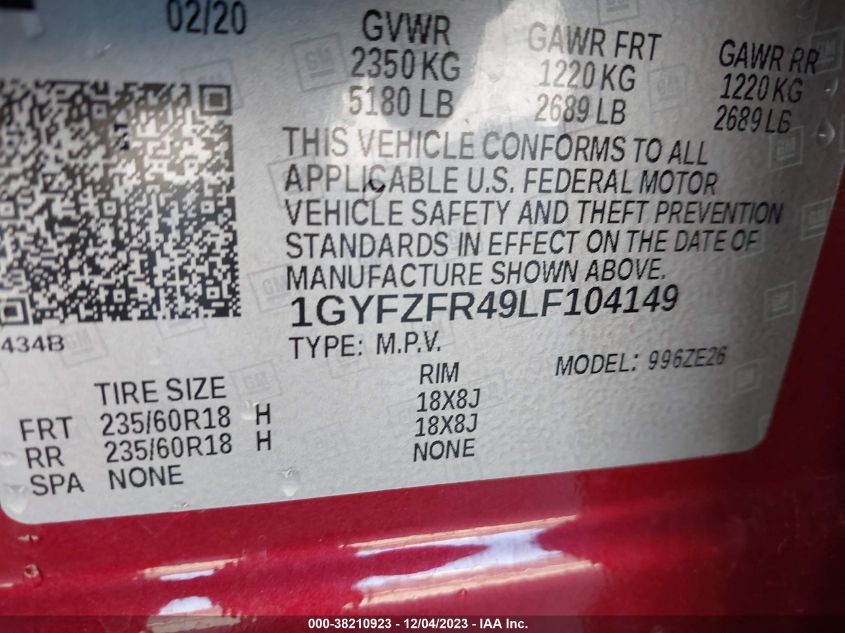 02/20 GVWR GAWR FRT GAWR RR
2350 KG 1220 KG 1220 KG
5180 LB 2689 LB 2689 LB
THIS VEHICLE CONFORMS TO ALL
APPLICABLE U.S. FEDERAL MOTOR
VEHICLE SAFETY AND THEFT PREVENTION
STANDARDS IN EFFECT ON THE DATE OF
MANUFACTURE SHOWN ABOVE.
1GYFZFR49LF104149
434B TYPE: M.P.V. MODEL: 996ZE26
TIRE SIZE RIM
FRT 235/60R18 H 18X8J
RR 235/60R18 H 18X8J
SPA NONE NONE
000-38210923 - 12/04/2023 - IAA Inc.